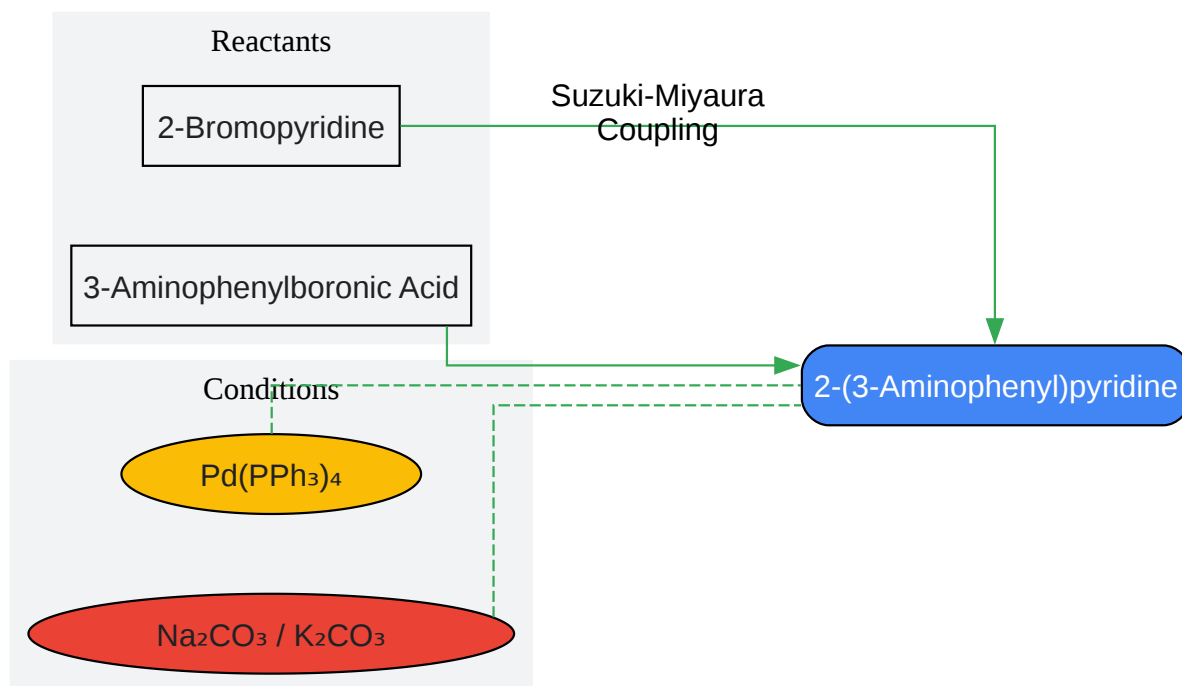 Reactants
2-Bromopyridine
Suzuki-Miyaura
Coupling
3-Aminophenylboronic Acid
2-(3-Aminophenyl)pyridine
Conditions
Pd(PPh₃)₄
Na₂CO₃ / K₂CO₃